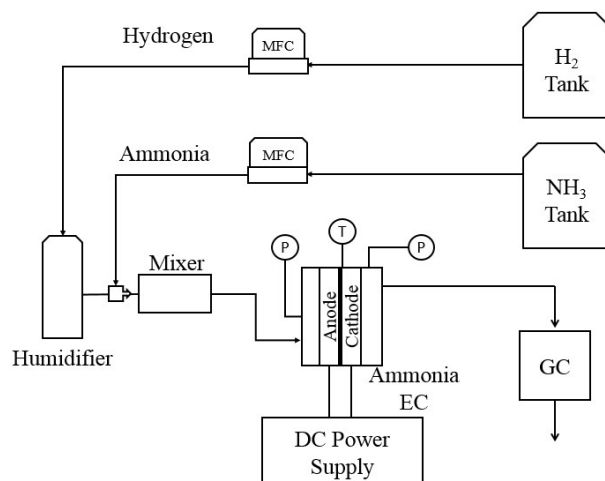 Hydrogen
MFC
H₂
Tank
Ammonia
MFC
NH₃
Tank
P
T
P
Mixer
Anode
Cathode
Humidifier
Ammonia
EC
GC
DC Power
Supply